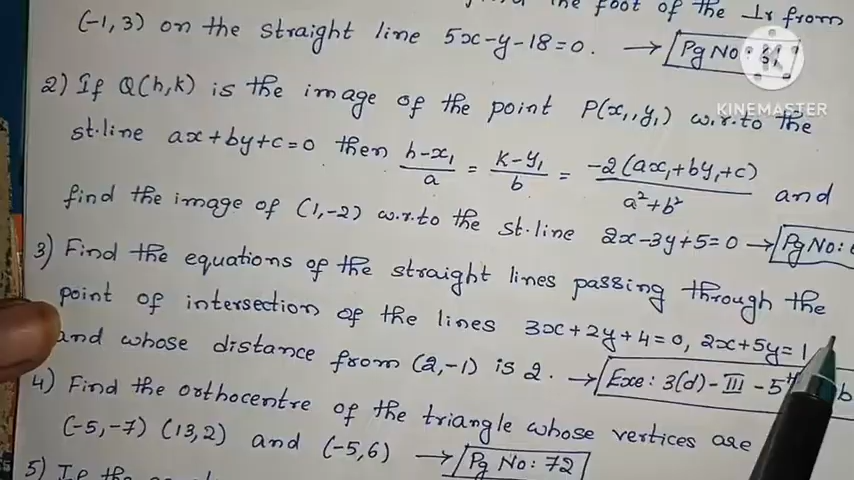 the foot of the ⊥r from
(-1, 3) on the straight line 5x-y-18=0. → Pg No:
KINEMASTER
2) If Q(h,k) is the image of the point P(x₁,y₁) w.r.to the
st.line ax+by+c=0 then (h-x₁)/a = (k-y₁)/b = -2(ax₁+by₁+c)/(a²+b²) and
find the image of (1,-2) w.r.to the st.line 2x-3y+5=0 → Pg No:
3) Find the equations of the straight lines passing through the
point of intersection of the lines 3x+2y+4=0, 2x+5y=1
and whose distance from (2,-1) is 2. → Exe: 3(d)-III-5
4) Find the orthocentre of the triangle whose vertices are
(-5,-7) (13,2) and (-5,6) → Pg No: 72
5) If the